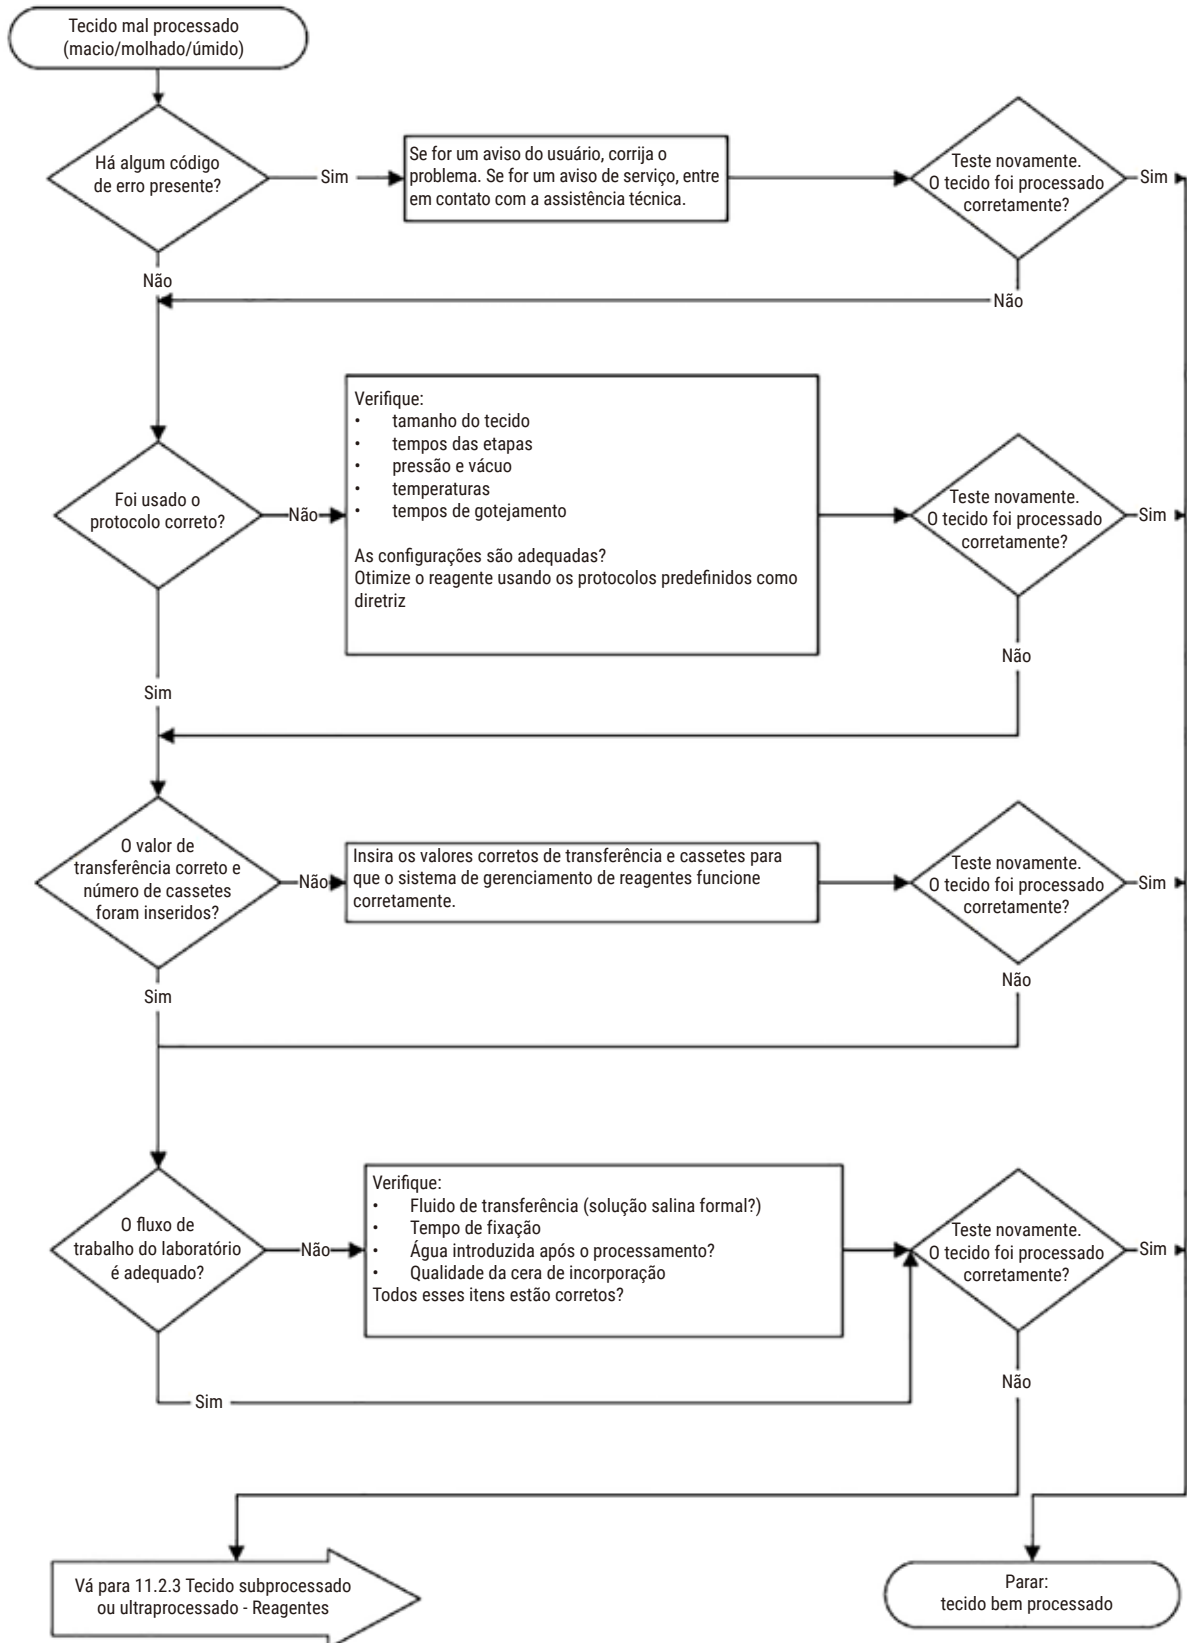 Tecido mal processado
(macio/molhado/úmido)
Há algum código
de erro presente?
Sim
Se for um aviso do usuário, corrija o
problema. Se for um aviso de serviço, entre
em contato com a assistência técnica.
Teste novamente.
O tecido foi processado
corretamente?
Sim
Não
Não
Foi usado o
protocolo correto?
Não
Verifique:
• tamanho do tecido
• tempos das etapas
• pressão e vácuo
• temperaturas
• tempos de gotejamento
As configurações são adequadas?
Otimize o reagente usando os protocolos predefinidos como
diretriz
Teste novamente.
O tecido foi processado
corretamente?
Sim
Não
Sim
O valor de
transferência correto e
número de cassetes
foram inseridos?
Não
Insira os valores corretos de transferência e cassetes para
que o sistema de gerenciamento de reagentes funcione
corretamente.
Teste novamente.
O tecido foi processado
corretamente?
Sim
Não
Sim
O fluxo de
trabalho do laboratório
é adequado?
Não
Verifique:
• Fluido de transferência (solução salina formal?)
• Tempo de fixação
• Água introduzida após o processamento?
• Qualidade da cera de incorporação
Todos esses itens estão corretos?
Teste novamente.
O tecido foi processado
corretamente?
Sim
Não
Sim
Vá para 11.2.3 Tecido subprocessado
ou ultraprocessado - Reagentes
Parar:
tecido bem processado